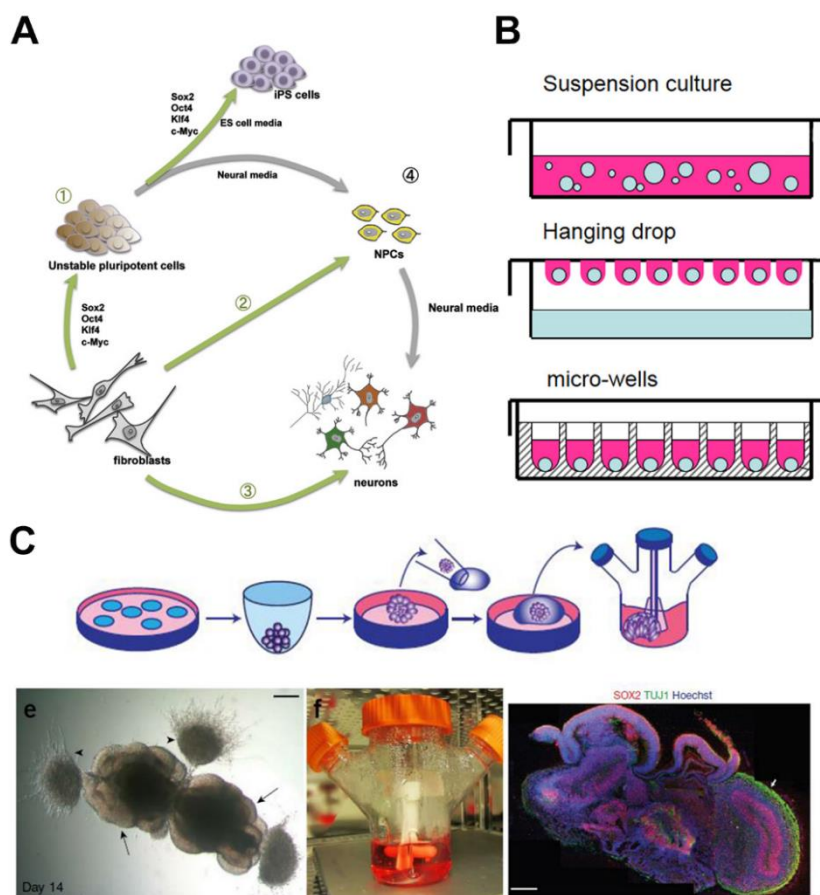 A
iPS cells
Sox2
Oct4
Klf4
c-Myc
ES cell media
Neural media
①
④
Unstable pluripotent cells
NPCs
②
Neural media
Sox2
Oct4
Klf4
c-Myc
fibroblasts
neurons
③
B
Suspension culture
Hanging drop
micro-wells
C
e
Day 14
f
SOX2 TUJ1 Hoechst